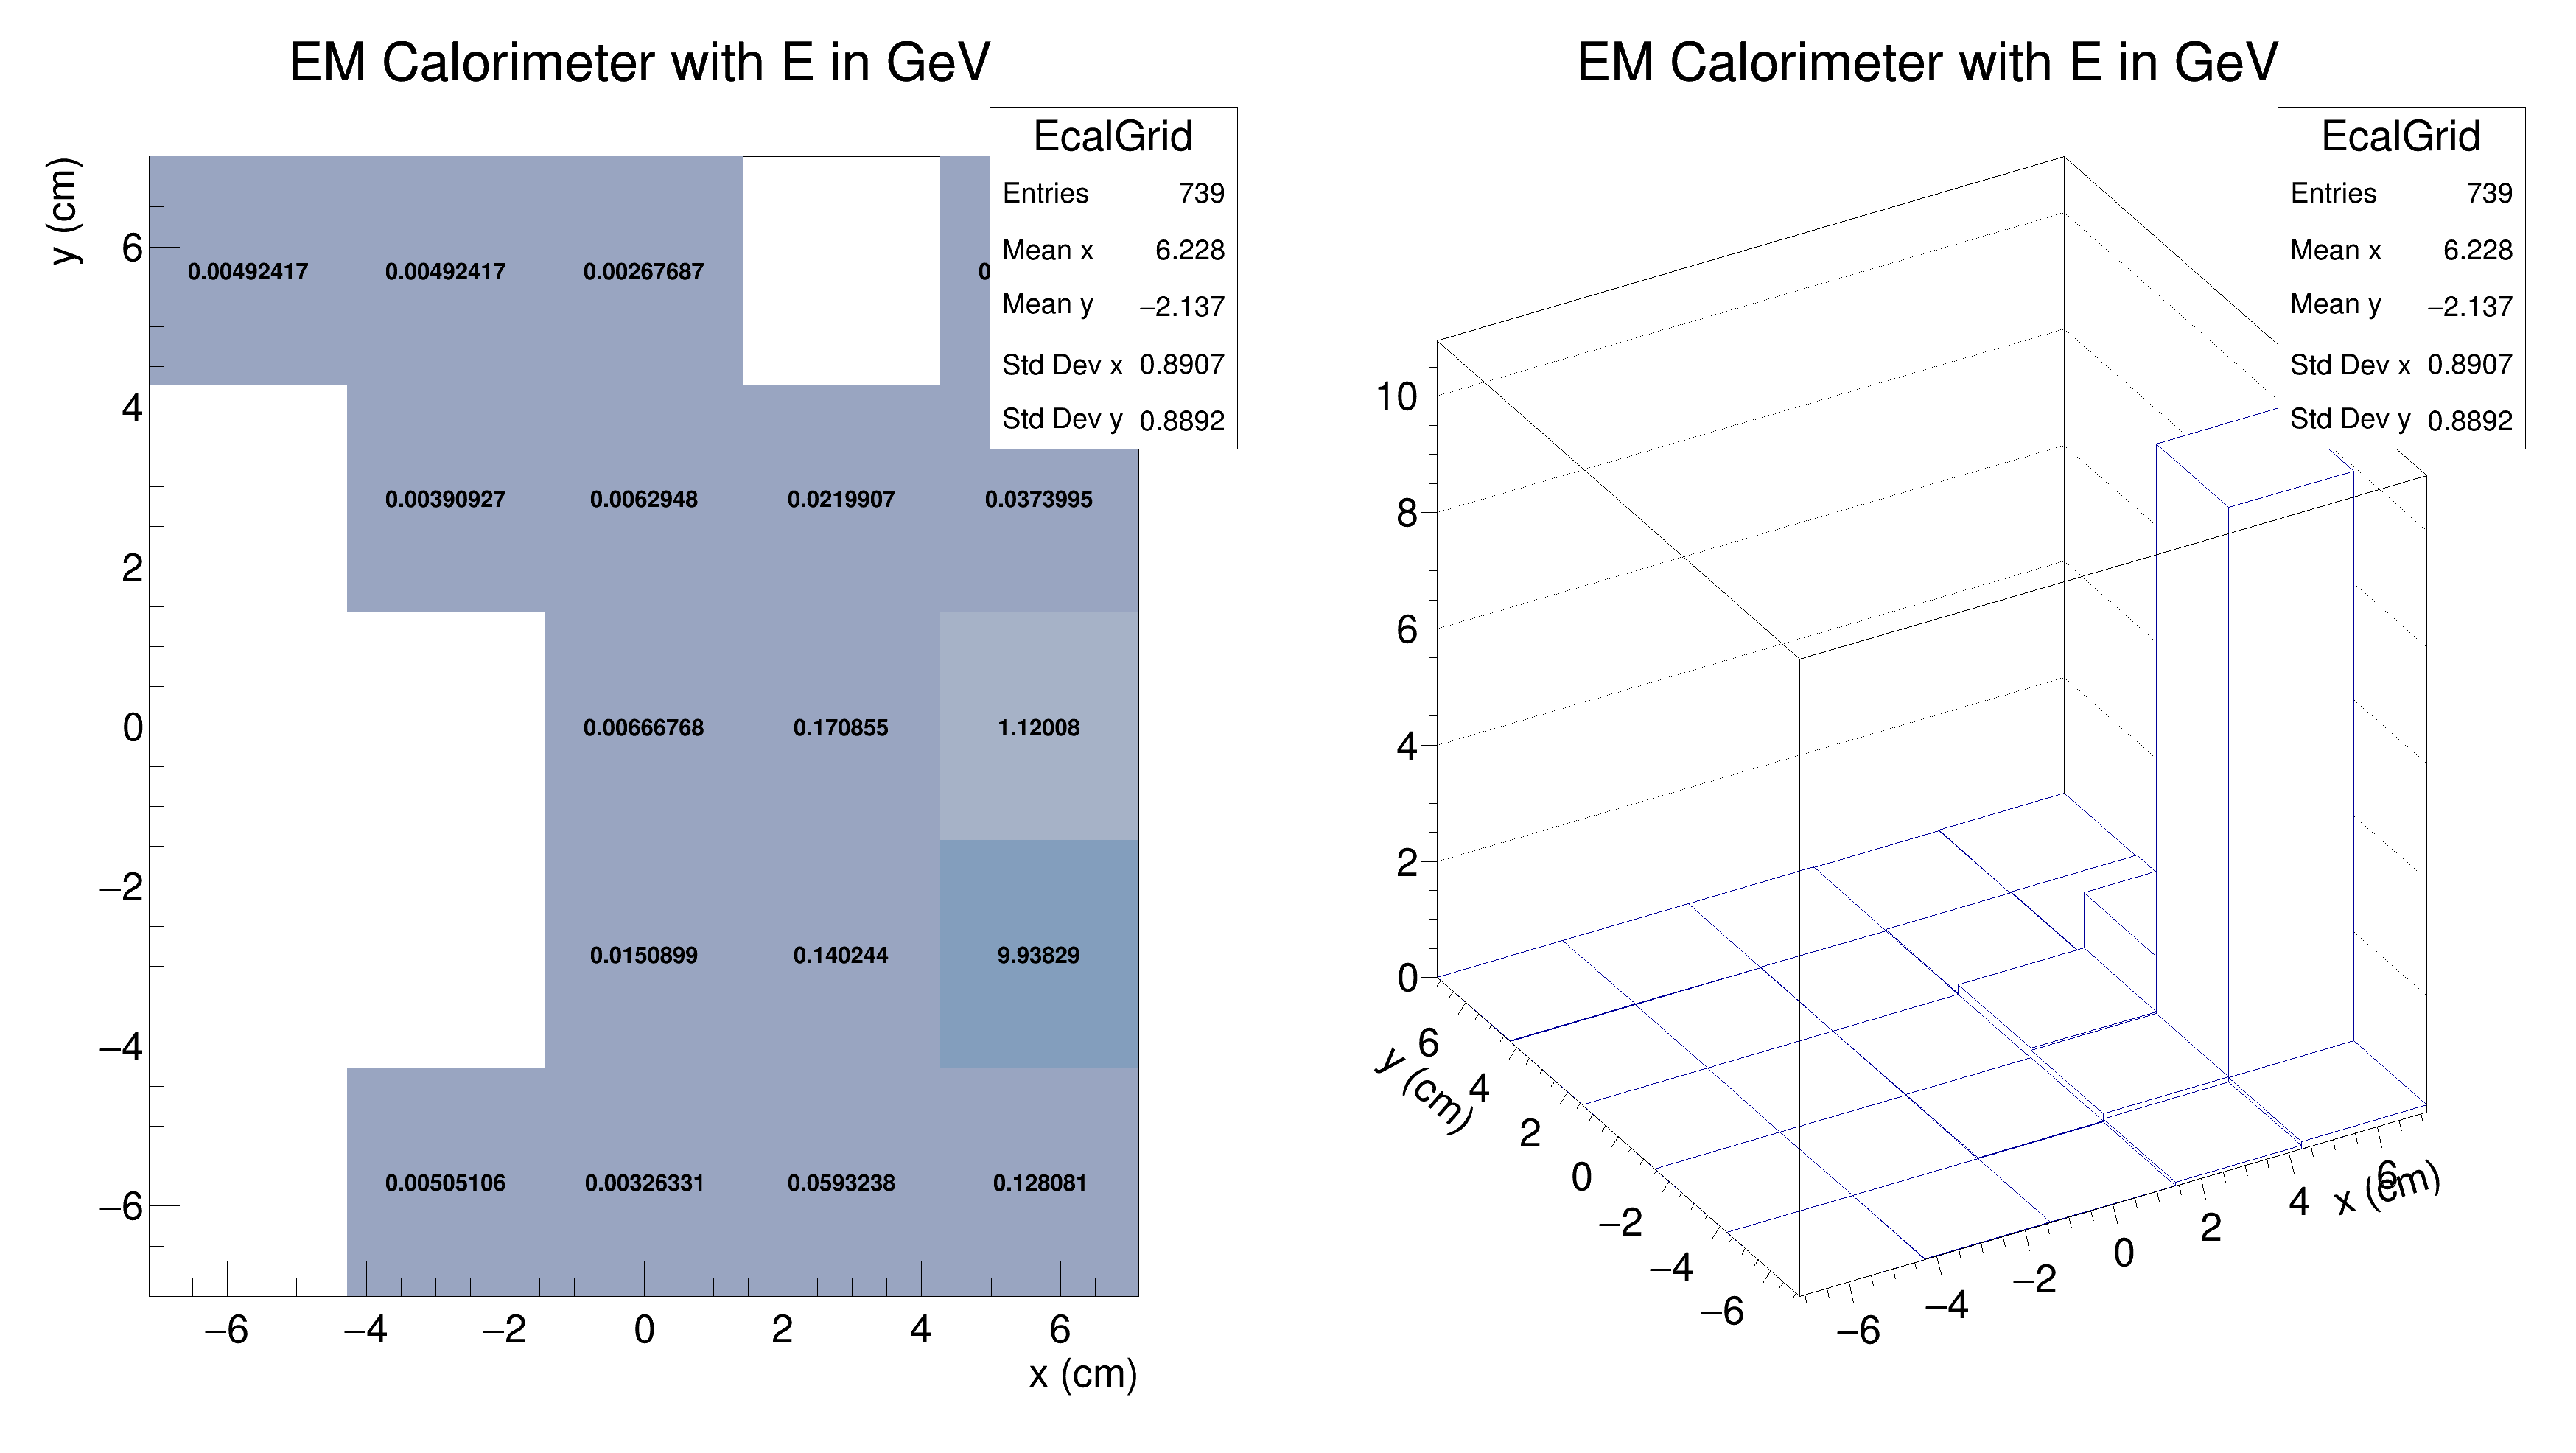 EM Calorimeter with E in GeV
EcalGrid
Entries 739
Mean x 6.228
Mean y −2.137
Std Dev x 0.8907
Std Dev y 0.8892
y (cm)
6
4
2
0
−2
−4
−6
0.00492417 0.00492417 0.00267687
0.00390927 0.0062948 0.0219907 0.0373995
0.00666768 0.170855 1.12008
0.0150899 0.140244 9.93829
0.00505106 0.00326331 0.0593238 0.128081
−6 −4 −2 0 2 4 6
x (cm)
EM Calorimeter with E in GeV
EcalGrid
Entries 739
Mean x 6.228
Mean y −2.137
Std Dev x 0.8907
Std Dev y 0.8892
10
8
6
4
2
0
y (cm)
6
4
2
0
−2
−4
−6
−6 −4 −2 0 2 4 6
x (cm)